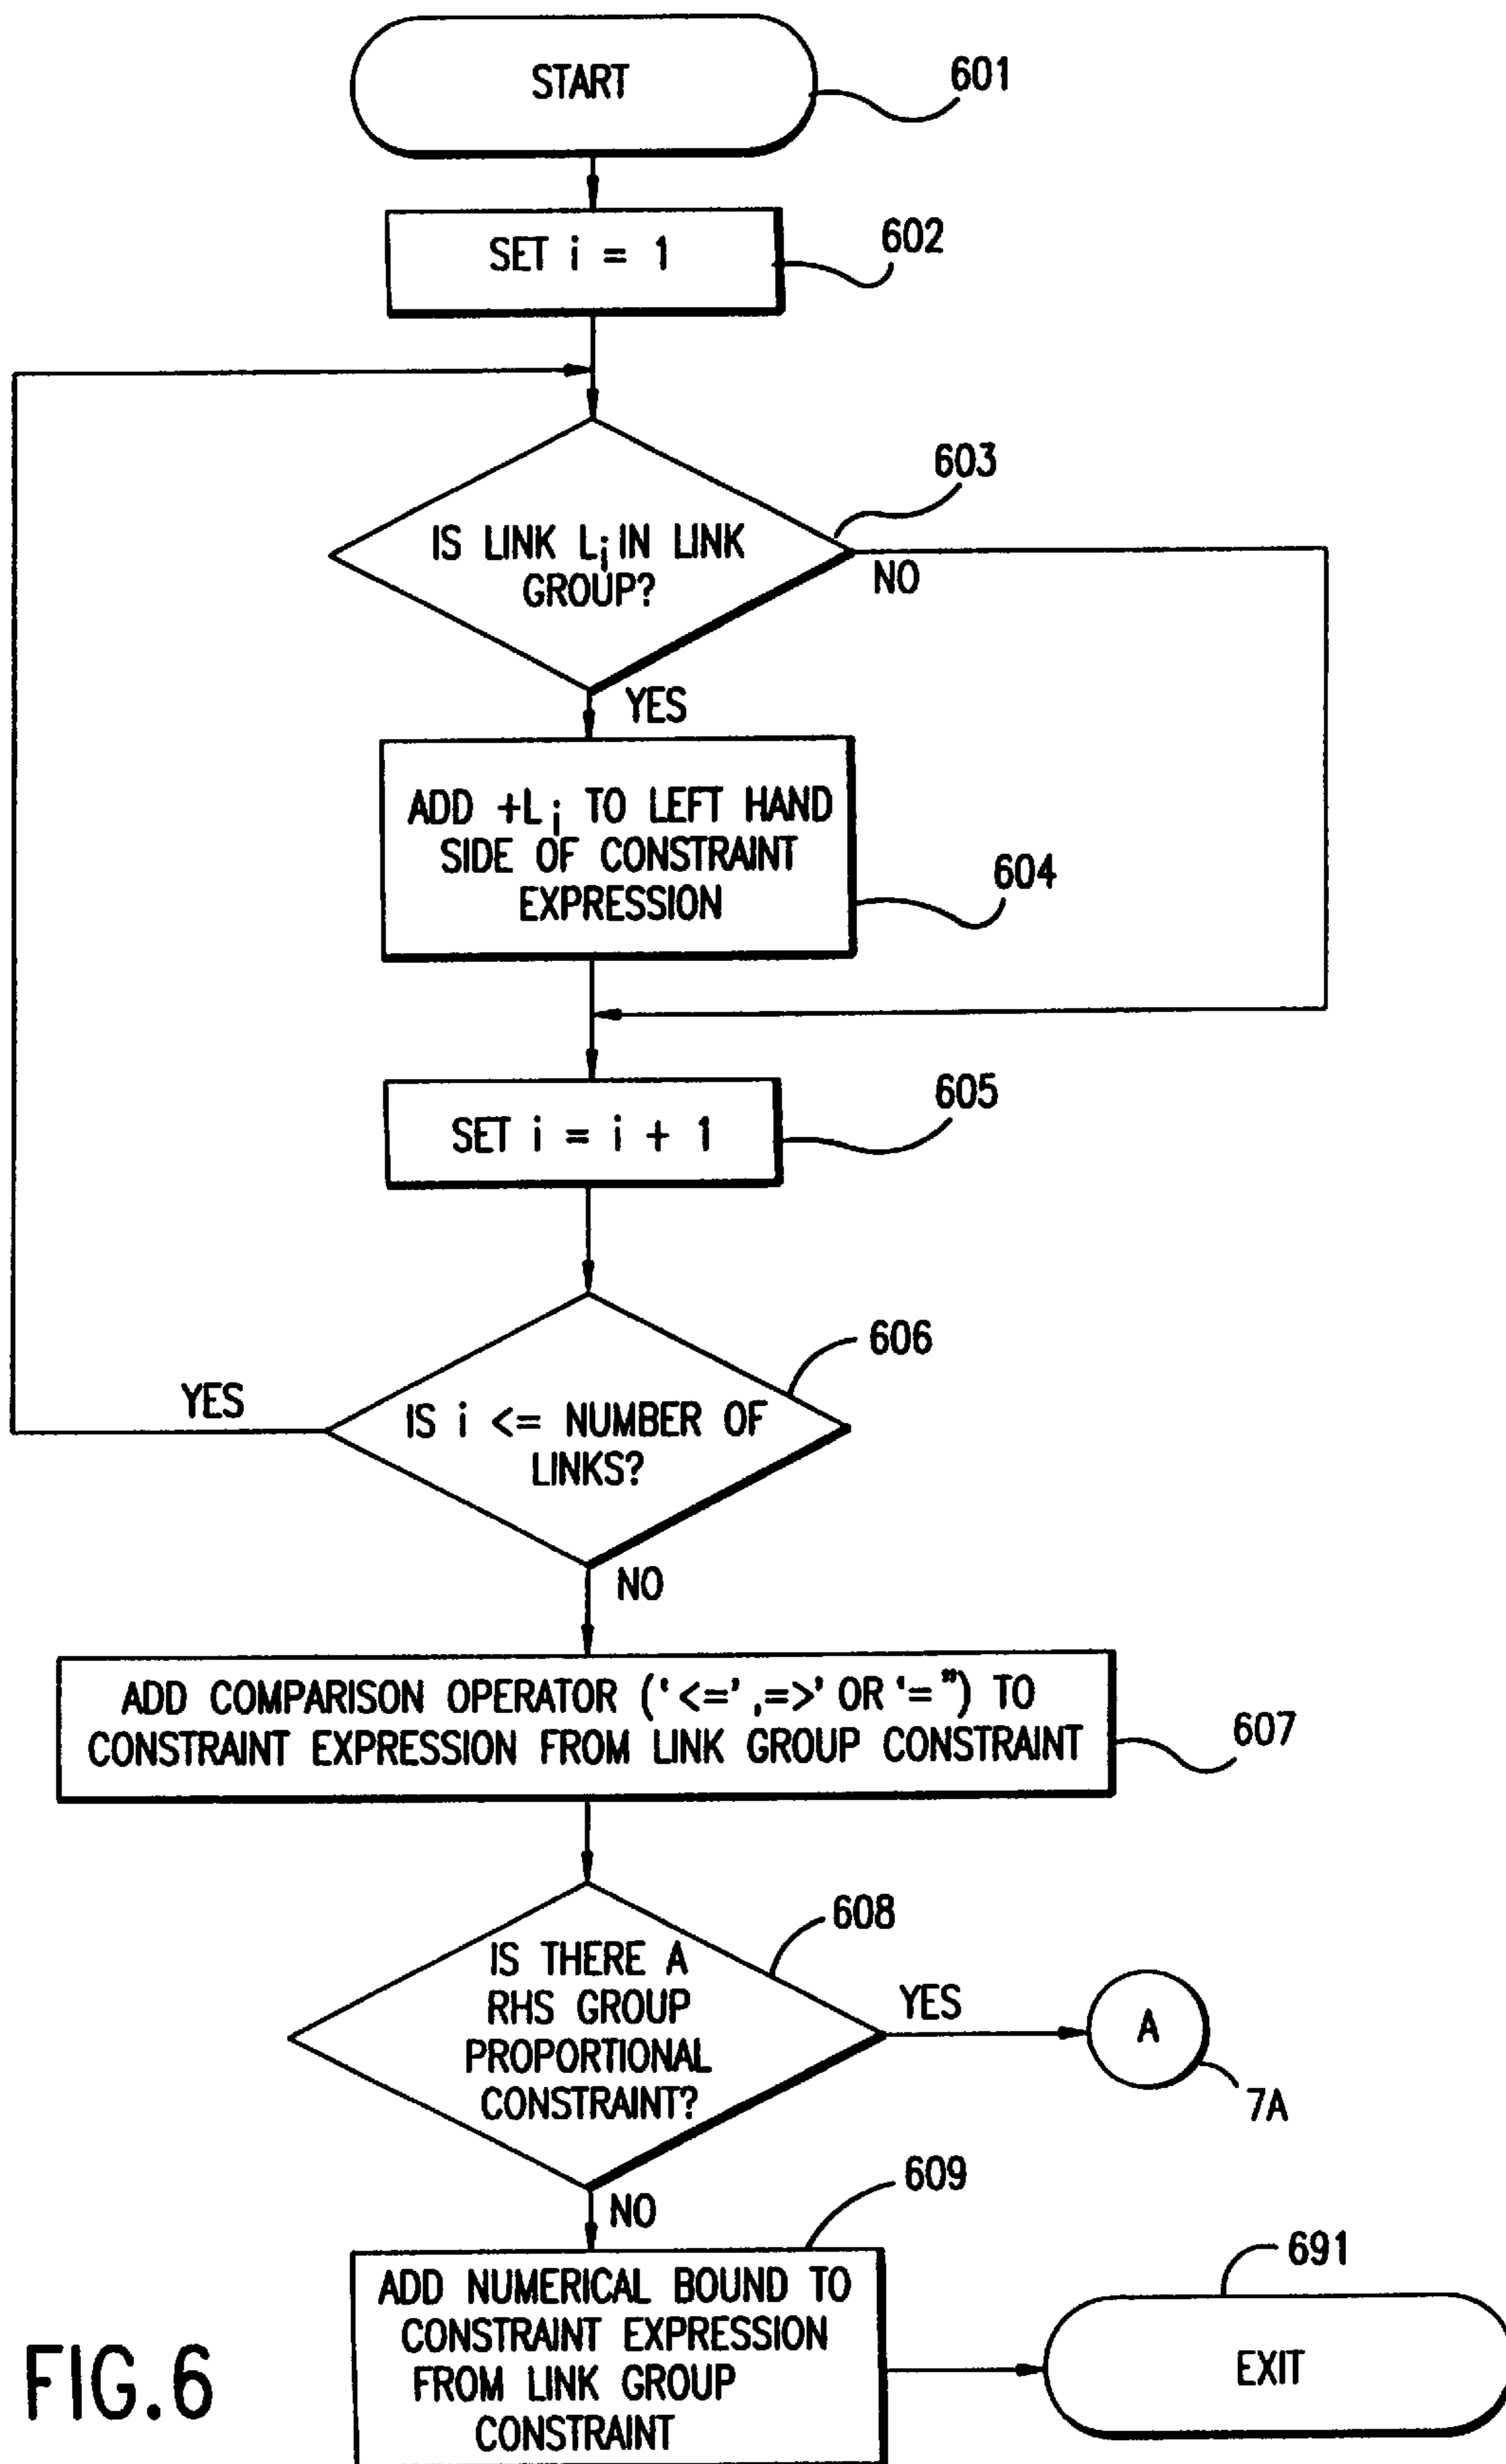 START
601
SET i = 1
602
603
IS LINK Li IN LINK
GROUP?
NO
YES
ADD +Li TO LEFT HAND
SIDE OF CONSTRAINT
EXPRESSION
604
SET i = i + 1
605
606
YES
IS i <= NUMBER OF
LINKS?
NO
ADD COMPARISON OPERATOR ('<=',=>' OR '=") TO
CONSTRAINT EXPRESSION FROM LINK GROUP CONSTRAINT
607
608
IS THERE A
RHS GROUP
PROPORTIONAL
CONSTRAINT?
YES
A
7A
NO
609
ADD NUMERICAL BOUND TO
CONSTRAINT EXPRESSION
FROM LINK GROUP
CONSTRAINT
691
EXIT
FIG.6